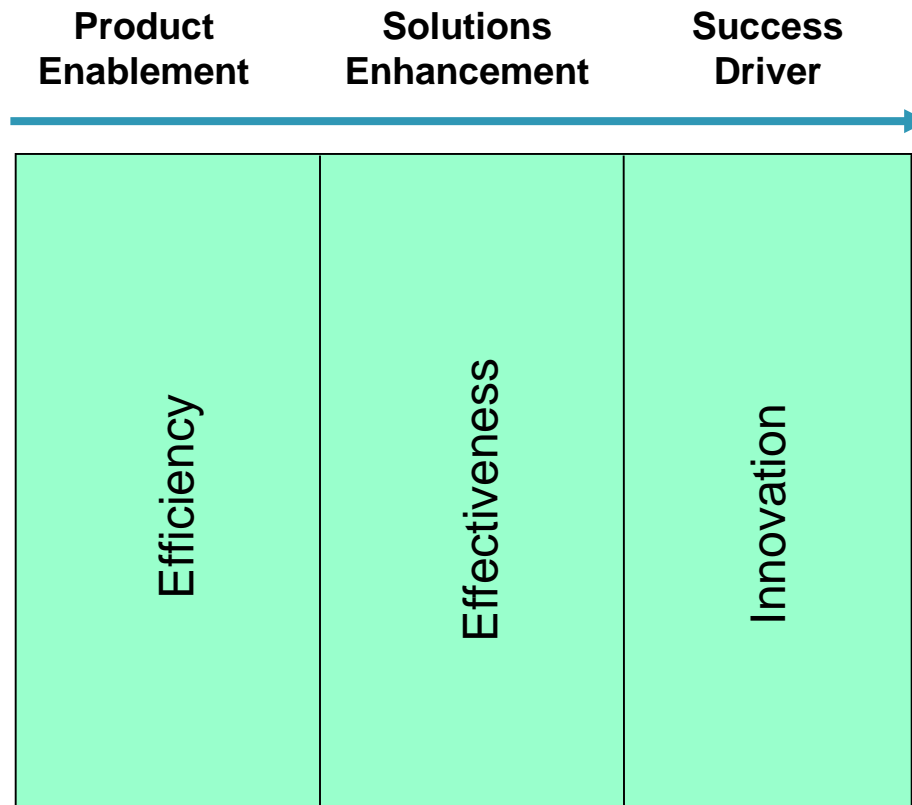 Product
Enablement
Solutions
Enhancement
Success
Driver
Efficiency
Effectiveness
Innovation